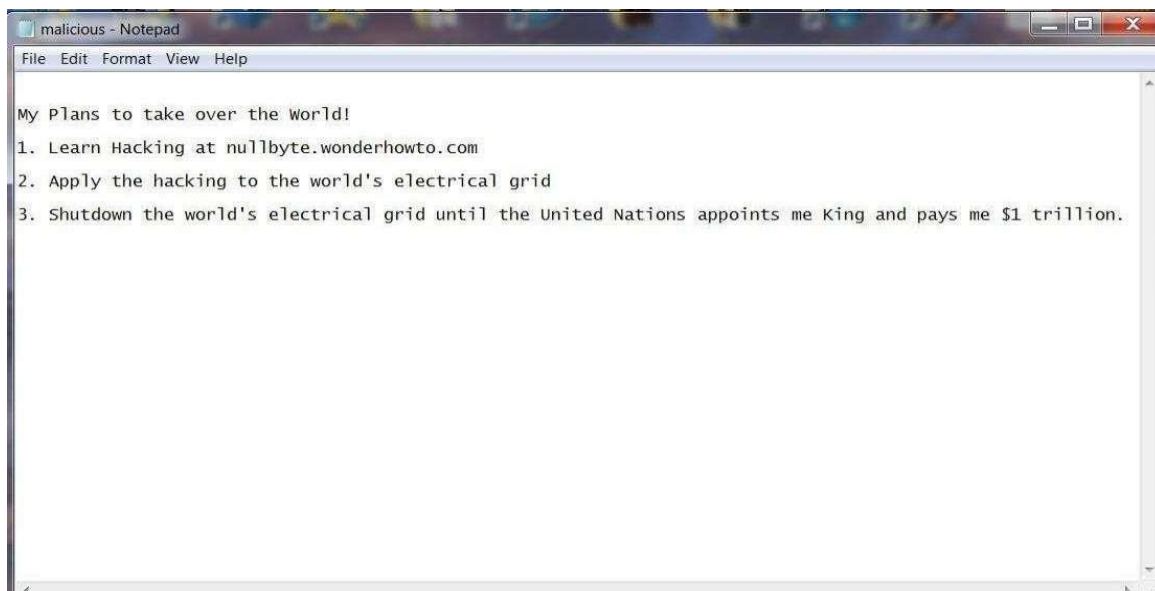 malicious - Notepad
File Edit Format View Help
My Plans to take over the World!
1. Learn Hacking at nullbyte.wonderhowto.com
2. Apply the hacking to the world's electrical grid
3. Shutdown the world's electrical grid until the United Nations appoints me King and pays me $1 trillion.